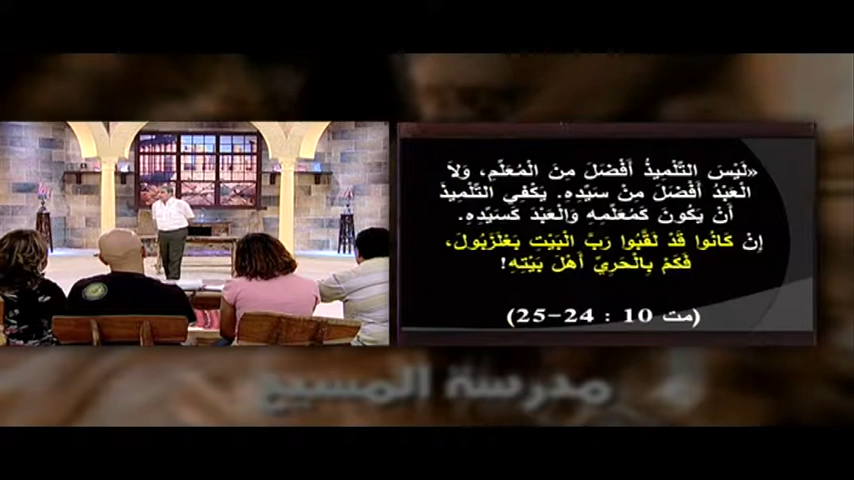 «لَيْسَ التِّلْمِيذُ أَفْضَلَ مِنَ الْمُعَلِّمِ، وَلاَ
الْعَبْدُ أَفْضَلَ مِنْ سَيِّدِهِ. يَكْفِي التِّلْمِيذَ
أَنْ يَكُونَ كَمُعَلِّمِهِ وَالْعَبْدَ كَسَيِّدِهِ.
إِنْ كَانُوا قَدْ لَقَّبُوا رَبَّ الْبَيْتِ بَعْلَزَبُولَ،
فَكَمْ بِالْحَرِيِّ أَهْلَ بَيْتِهِ!
(مت 10 : 24-25)
مدرسة المسيح